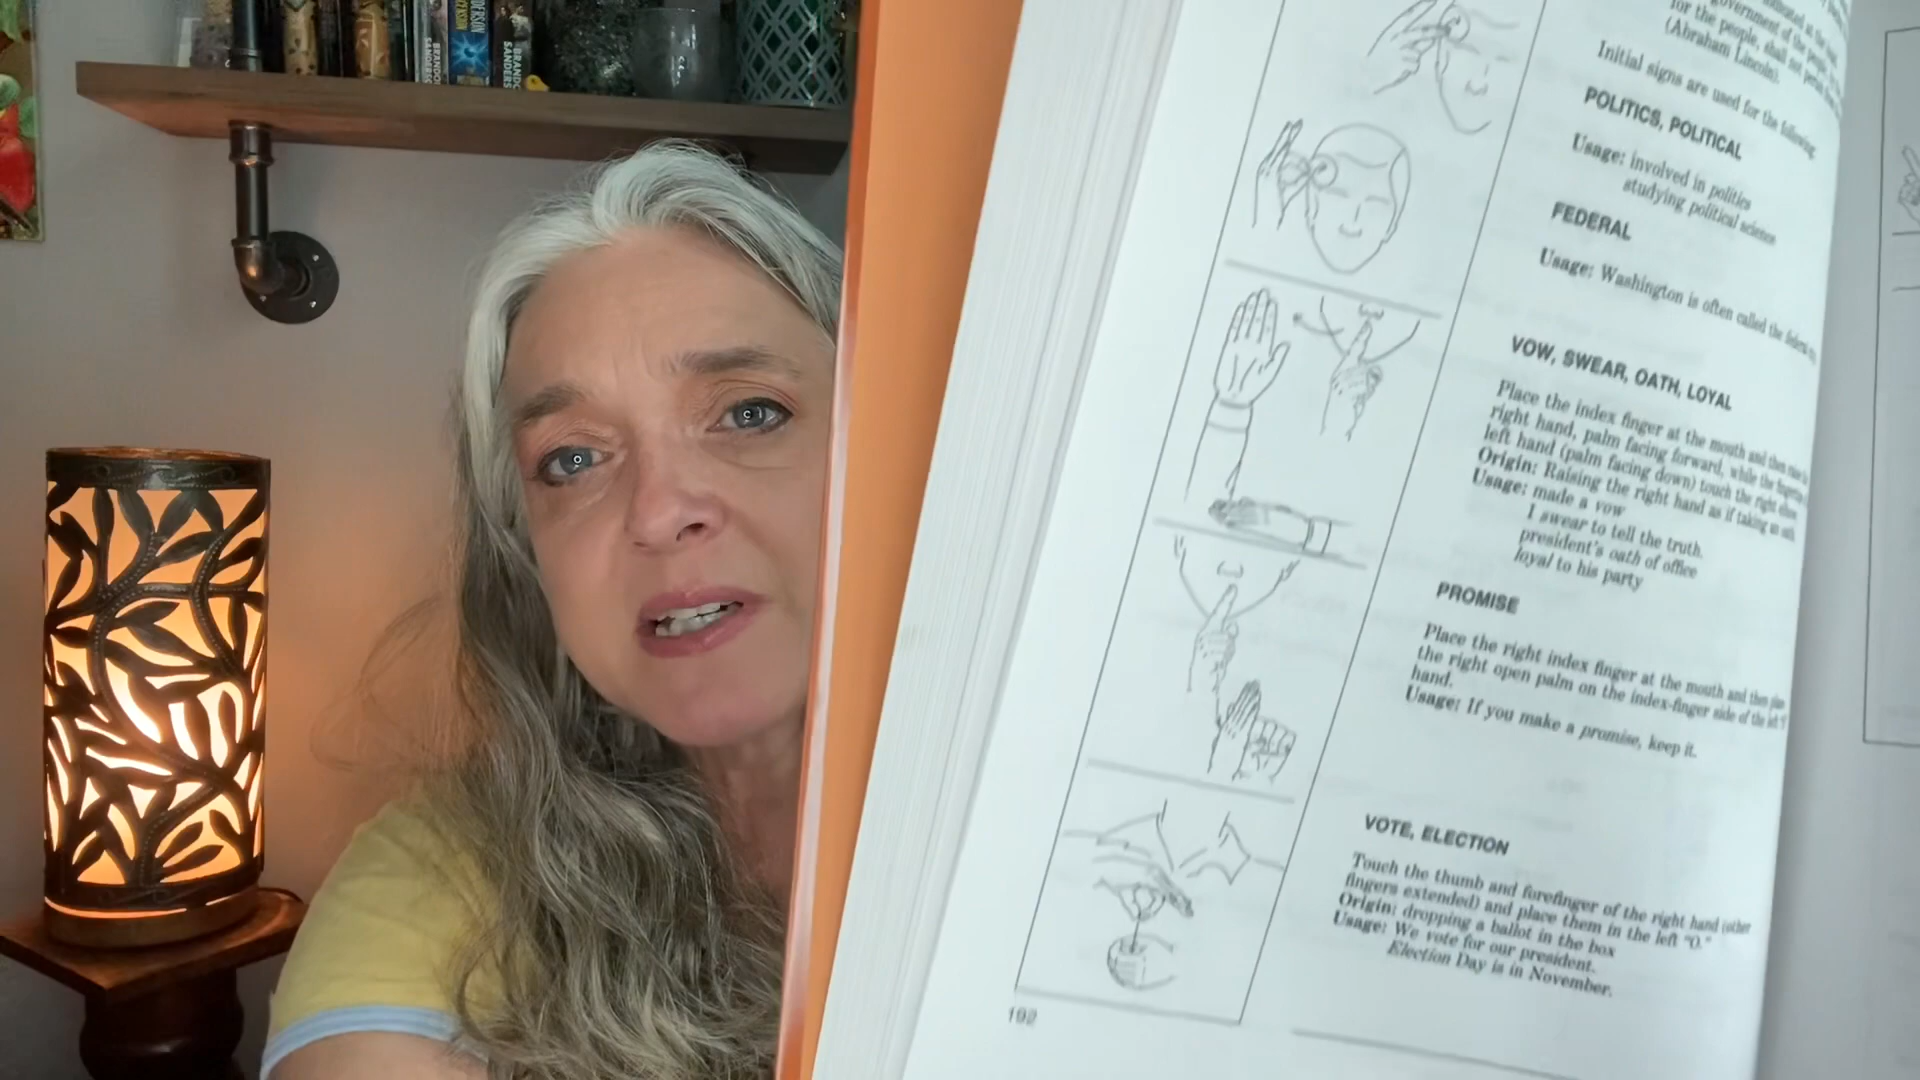 BRANDON
SANDERSON
BRANDO
SANDERS
government of the people,
for the people, shall not perish
(Abraham Lincoln).
Initial signs are used for the following:
POLITICS, POLITICAL
Usage: involved in politics
studying political science
FEDERAL
Usage: Washington is often called the federal
VOW, SWEAR, OATH, LOYAL
Place the index finger at the mouth and then
right hand, palm facing forward, while the
left hand (palm facing down) touch the right elbow.
Origin: Raising the right hand as if taking an oath.
Usage: made a vow
I swear to tell the truth.
president's oath of office
loyal to his party
PROMISE
Place the right index finger at the mouth and then place
the right open palm on the index-finger side of the left
hand.
Usage: If you make a promise, keep it.
VOTE, ELECTION
Touch the thumb and forefinger of the right hand (other
fingers extended) and place them in the left "O."
Origin: dropping a ballot in the box
Usage: We vote for our president.
Election Day is in November.
192